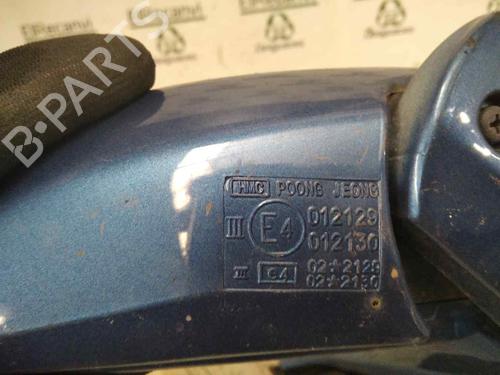 B-PARTS
HMC POONG JEONG
III E4 012129
012130
III e4 02*2129
02*2130